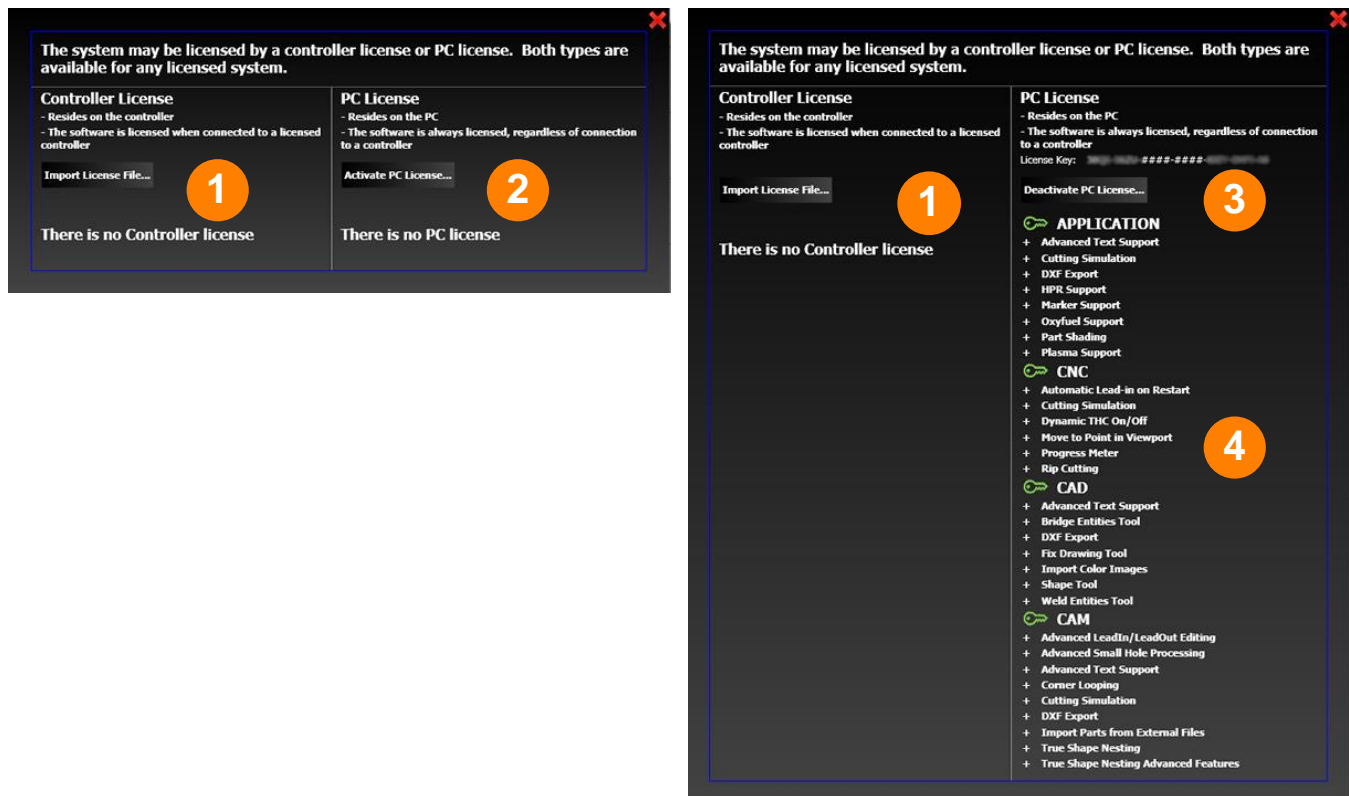 The system may be licensed by a controller license or PC license.  Both types are
available for any licensed system.
Controller License
- Resides on the controller
- The software is licensed when connected to a licensed
controller
Import License File...
1
There is no Controller license
PC License
- Resides on the PC
- The software is always licensed, regardless of connection
to a controller
Activate PC License...
2
There is no PC license
The system may be licensed by a controller license or PC license.  Both types are
available for any licensed system.
Controller License
- Resides on the controller
- The software is licensed when connected to a licensed
controller
Import License File...
1
There is no Controller license
PC License
- Resides on the PC
- The software is always licensed, regardless of connection
to a controller
License Key: -####-####-
Deactivate PC License...
3
APPLICATION
+ Advanced Text Support
+ Cutting Simulation
+ DXF Export
+ HPR Support
+ Marker Support
+ Oxyfuel Support
+ Part Shading
+ Plasma Support
CNC
+ Automatic Lead-in on Restart
+ Cutting Simulation
+ Dynamic THC On/Off
+ Move to Point in Viewport
+ Progress Meter
+ Rip Cutting
4
CAD
+ Advanced Text Support
+ Bridge Entities Tool
+ DXF Export
+ Fix Drawing Tool
+ Import Color Images
+ Shape Tool
+ Weld Entities Tool
CAM
+ Advanced LeadIn/LeadOut Editing
+ Advanced Small Hole Processing
+ Advanced Text Support
+ Corner Looping
+ Cutting Simulation
+ DXF Export
+ Import Parts from External Files
+ True Shape Nesting
+ True Shape Nesting Advanced Features